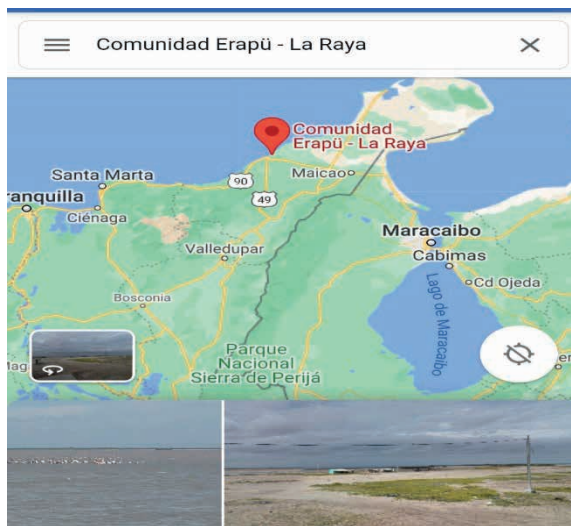 Comunidad Erapü - La Raya
Comunidad
Erapü - La Raya
90
Maicao
Santa Marta
49
ranquilla
Ciénaga
Maracaibo
Cabimas
Valledupar
Cd Ojeda
Bosconia
Lago de Maracaibo
Parque
Nacional
Sierra de Perijá